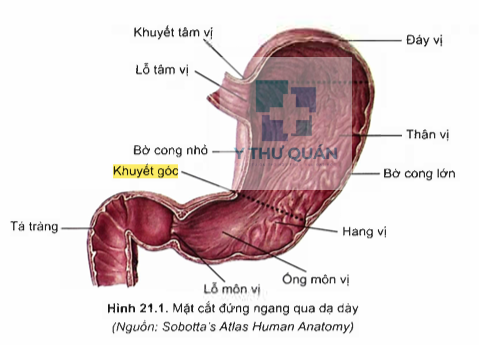 Khuyết tâm vị
Đáy vị
Lỗ tâm vị
Thân vị
Bờ cong nhỏ
Y THƯ QUÁN
Khuyết góc
Bờ cong lớn
Tá tràng
Hang vị
Ống môn vị
Lỗ môn vị
Hình 21.1. Mặt cắt đứng ngang qua dạ dày
(Nguồn: Sobotta's Atlas Human Anatomy)